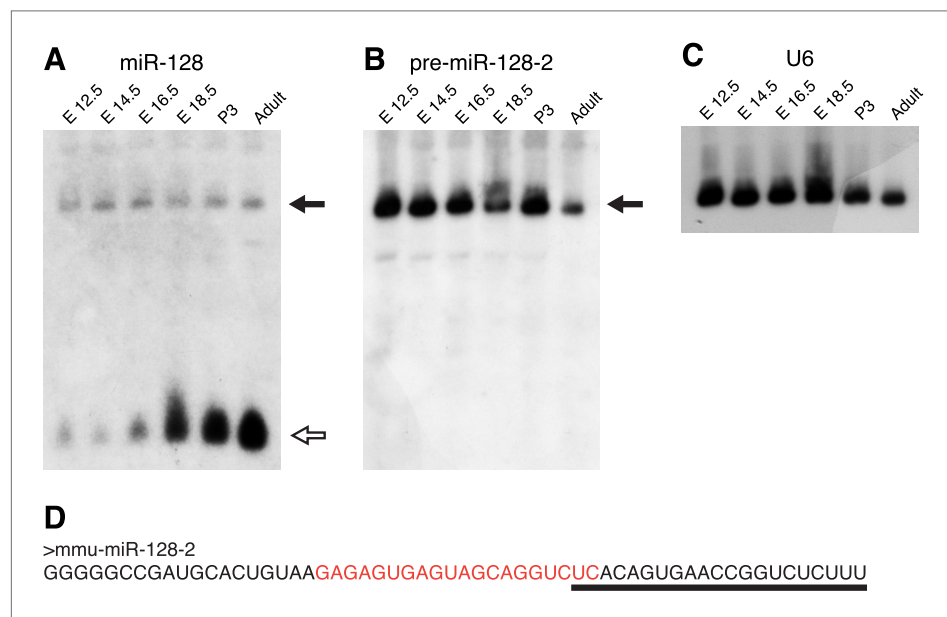 A
miR-128
E 12.5 E 14.5 E 16.5 E 18.5 P3 Adult
B
pre-miR-128-2
E 12.5 E 14.5 E 16.5 E 18.5 P3 Adult
C
U6
E 12.5 E 14.5 E 16.5 E 18.5 P3 Adult
D
>mmu-miR-128-2
GGGGGCCGAUGCACUGUAAGAGAGUGAGUAGCAGGUCUCACAGUGAACCGGUCUCUUU